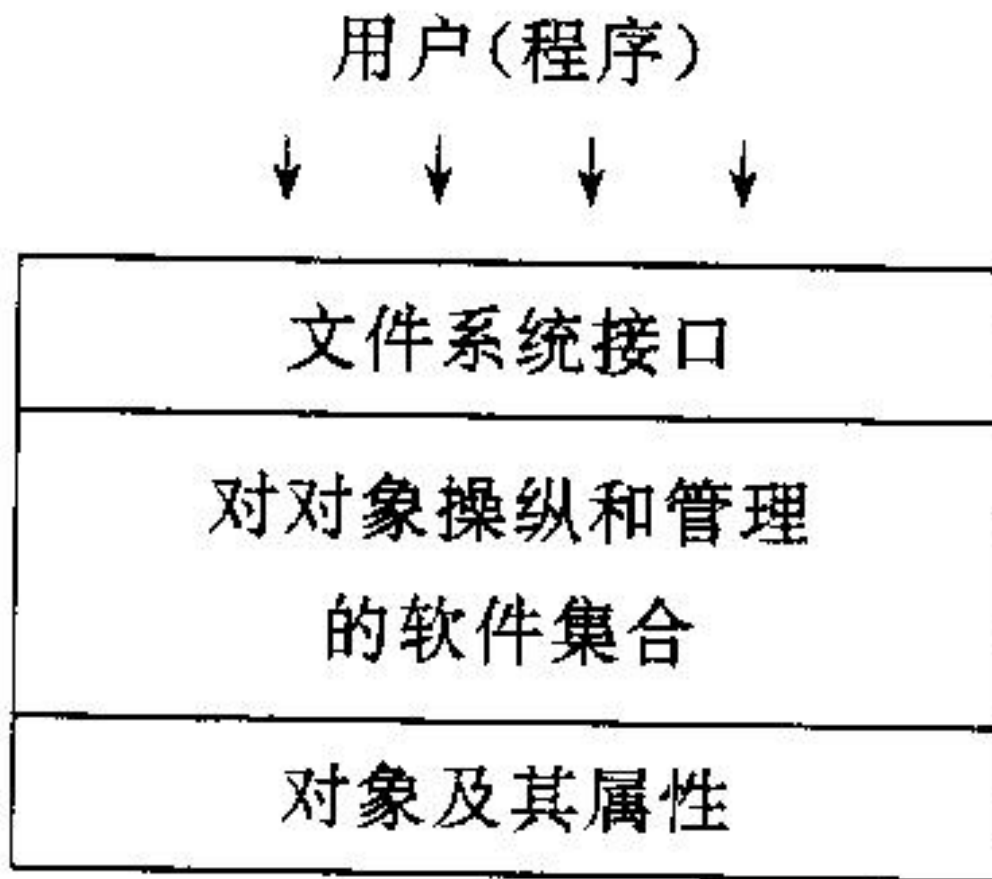 用户(程序)
文件系统接口
对对象操纵和管理
的软件集合
对象及其属性